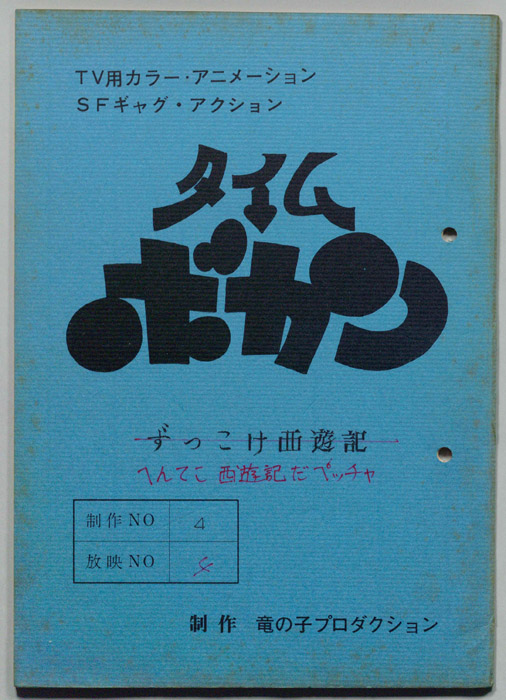 TV用カラー・アニメーション
SFギャグ・アクション
タイム
ボカン
ずっこけ西遊記
へんてこ西遊記だペッチャ
制作NO 4
放映NO 4
制作 竜の子プロダクション